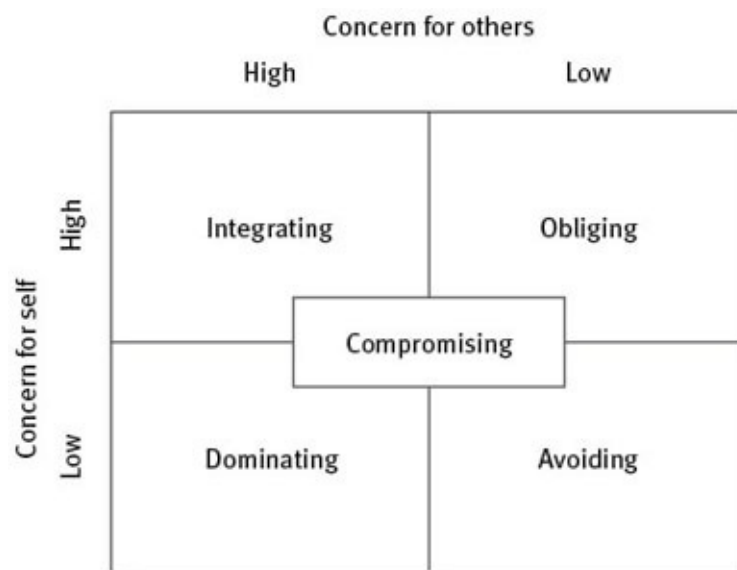 Concern for others
High Low
Concern for self
High
Integrating Obliging
Compromising
Low
Dominating Avoiding